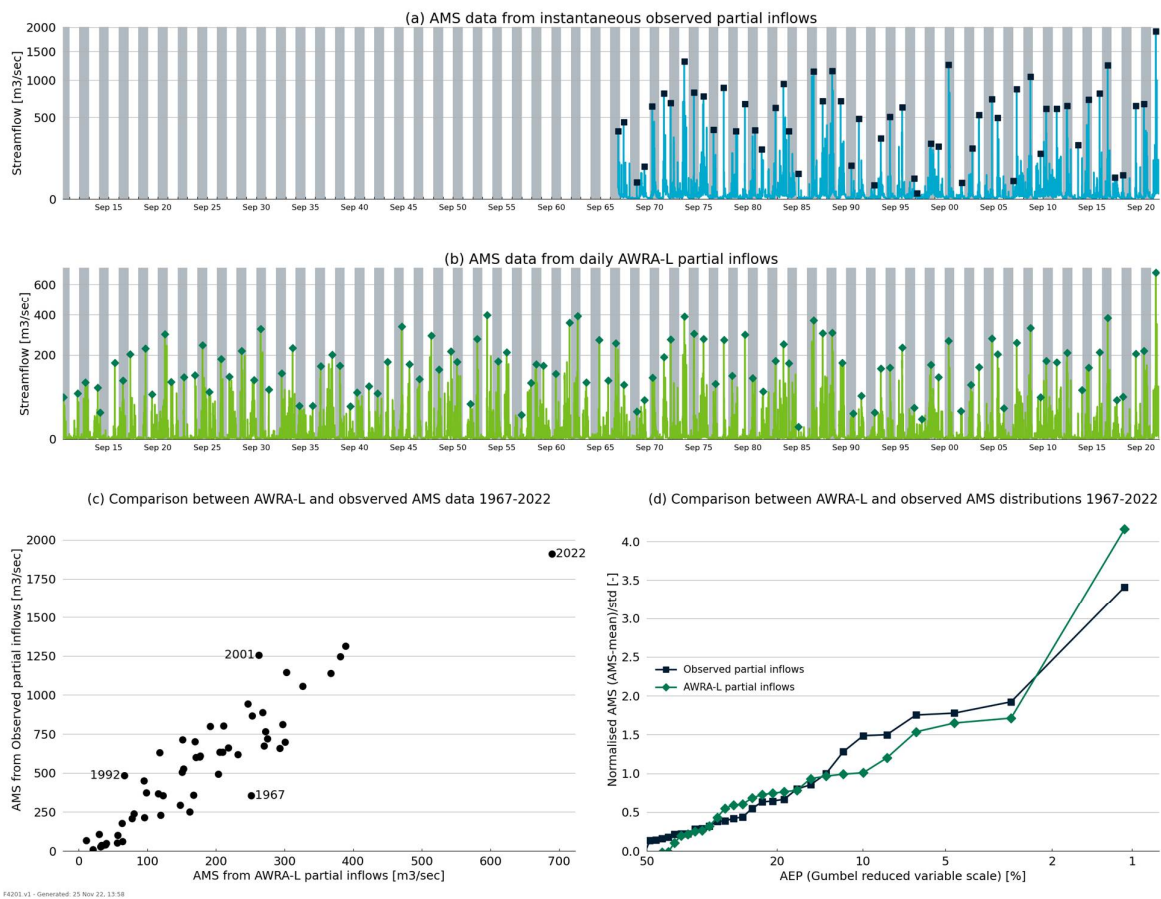 (a) AMS data from instantaneous observed partial inflows
Streamflow [m3/sec]
2000
1500
1000
500
0
Sep 15 Sep 20 Sep 25 Sep 30 Sep 35 Sep 40 Sep 45 Sep 50 Sep 55 Sep 60 Sep 65 Sep 70 Sep 75 Sep 80 Sep 85 Sep 90 Sep 95 Sep 00 Sep 05 Sep 10 Sep 15 Sep 20
(b) AMS data from daily AWRA-L partial inflows
Streamflow [m3/sec]
600
400
200
0
Sep 15 Sep 20 Sep 25 Sep 30 Sep 35 Sep 40 Sep 45 Sep 50 Sep 55 Sep 60 Sep 65 Sep 70 Sep 75 Sep 80 Sep 85 Sep 90 Sep 95 Sep 00 Sep 05 Sep 10 Sep 15 Sep 20
(c) Comparison between AWRA-L and obsverved AMS data 1967-2022
AMS from Observed partial inflows [m3/sec]
2000
1750
1500
1250
1000
750
500
250
0
2022
2001
1992
1967
0 100 200 300 400 500 600 700
AMS from AWRA-L partial inflows [m3/sec]
(d) Comparison between AWRA-L and observed AMS distributions 1967-2022
Normalised AMS (AMS-mean)/std [-]
4.0
3.5
3.0
2.5
2.0
1.5
1.0
0.5
0.0
Observed partial inflows
AWRA-L partial inflows
50 20 10 5 2 1
AEP (Gumbel reduced variable scale) [%]
F4201.v1 - Generated: 25 Nov 22, 13:58